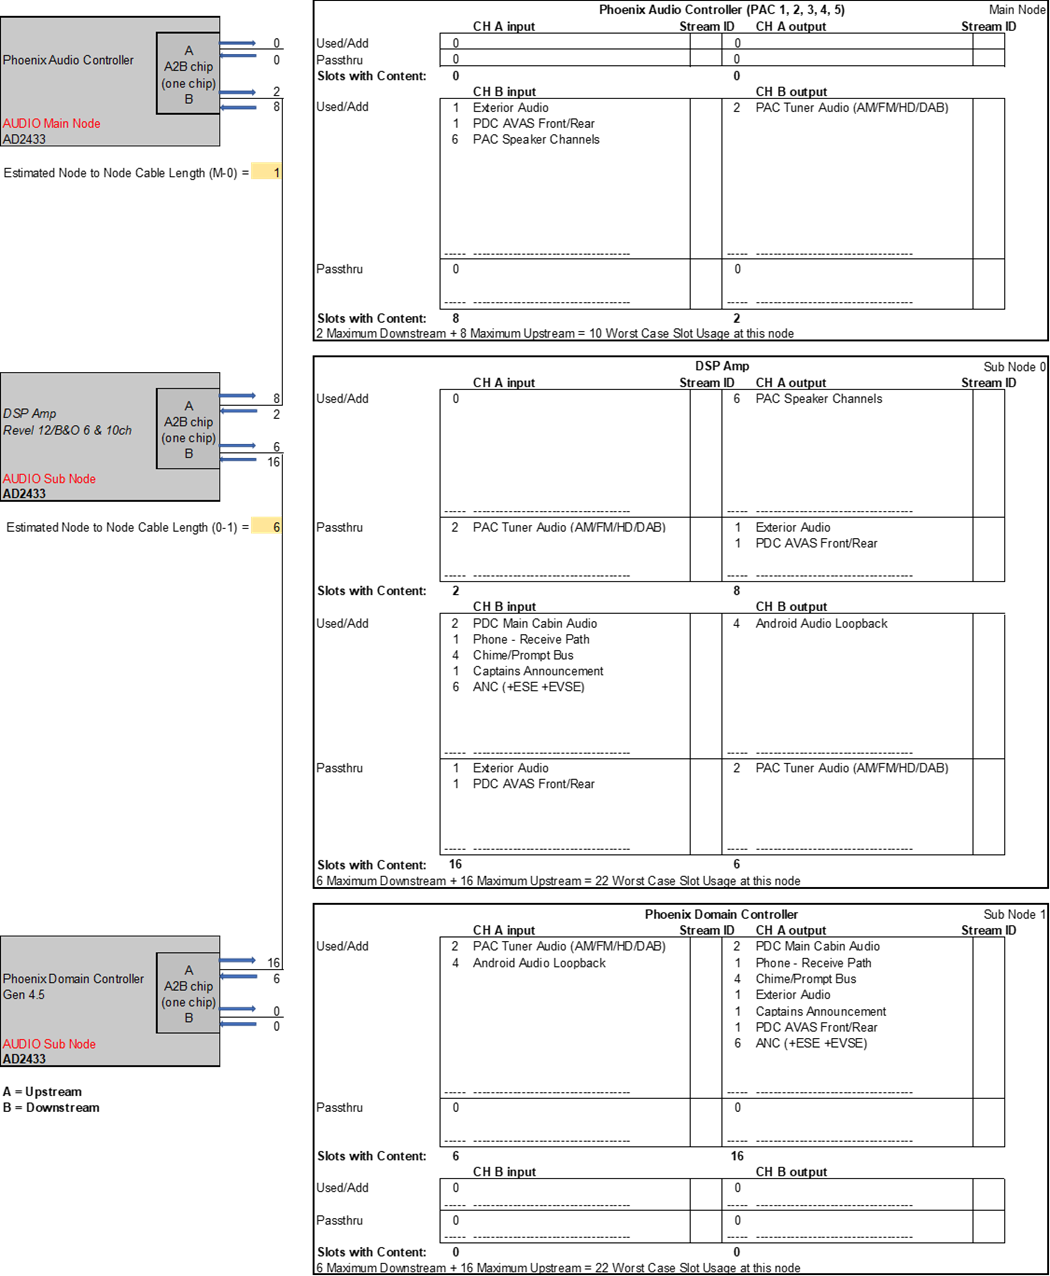 Phoenix Audio Controller
A
A2B chip
(one chip)
B
0
0
2
8
AUDIO Main Node
AD2433
Estimated Node to Node Cable Length (M-0) = 1
Phoenix Audio Controller (PAC 1, 2, 3, 4, 5) Main Node
CH A input Stream ID CH A output Stream ID
Used/Add 0 0
Passthru 0 0
Slots with Content: 0 0
CH B input CH B output
Used/Add 1 Exterior Audio 2 PAC Tuner Audio (AM/FM/HD/DAB)
1 PDC AVAS Front/Rear
6 PAC Speaker Channels
----- ------------------------------------ ----- ------------------------------------
Passthru 0 0
----- ------------------------------------ ----- ------------------------------------
Slots with Content: 8 2
2 Maximum Downstream + 8 Maximum Upstream = 10 Worst Case Slot Usage at this node
DSP Amp
Revel 12/B&O 6 & 10ch
A
A2B chip
(one chip)
B
8
2
6
16
AUDIO Sub Node
AD2433
Estimated Node to Node Cable Length (0-1) = 6
DSP Amp Sub Node 0
CH A input Stream ID CH A output Stream ID
Used/Add 0 6 PAC Speaker Channels
----- ------------------------------------ ----- ------------------------------------
Passthru 2 PAC Tuner Audio (AM/FM/HD/DAB) 1 Exterior Audio
1 PDC AVAS Front/Rear
----- ------------------------------------ ----- ------------------------------------
Slots with Content: 2 8
CH B input CH B output
Used/Add 2 PDC Main Cabin Audio 4 Android Audio Loopback
1 Phone - Receive Path
4 Chime/Prompt Bus
1 Captains Announcement
6 ANC (+ESE +EVSE)
----- ------------------------------------ ----- ------------------------------------
Passthru 1 Exterior Audio 2 PAC Tuner Audio (AM/FM/HD/DAB)
1 PDC AVAS Front/Rear
----- ------------------------------------ ----- ------------------------------------
Slots with Content: 16 6
6 Maximum Downstream + 16 Maximum Upstream = 22 Worst Case Slot Usage at this node
Phoenix Domain Controller
Gen 4.5
A
A2B chip
(one chip)
B
16
6
0
0
AUDIO Sub Node
AD2433
A = Upstream
B = Downstream
Phoenix Domain Controller Sub Node 1
CH A input Stream ID CH A output Stream ID
Used/Add 2 PAC Tuner Audio (AM/FM/HD/DAB) 2 PDC Main Cabin Audio
4 Android Audio Loopback 1 Phone - Receive Path
4 Chime/Prompt Bus
1 Exterior Audio
1 Captains Announcement
1 PDC AVAS Front/Rear
6 ANC (+ESE +EVSE)
----- ------------------------------------ ----- ------------------------------------
Passthru 0 0
----- ------------------------------------ ----- ------------------------------------
Slots with Content: 6 16
CH B input CH B output
Used/Add 0 0
----- ------------------------------------ ----- ------------------------------------
Passthru 0 0
----- ------------------------------------ ----- ------------------------------------
Slots with Content: 0 0
6 Maximum Downstream + 16 Maximum Upstream = 22 Worst Case Slot Usage at this node